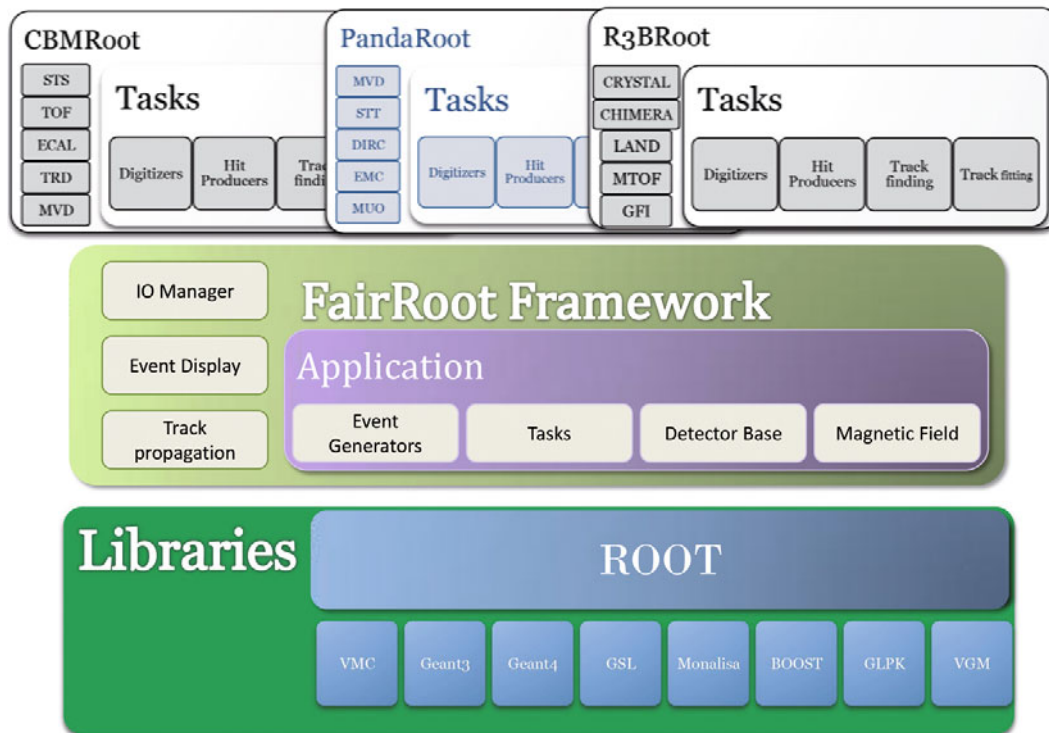 CBMRoot
STS
TOF
ECAL
TRD
MVD
Tasks
Digitizers
Hit
Producers
PandaRoot
MVD
STT
DIRC
EMC
MUO
Tasks
Digitizers
Hit
Producers
R3BRoot
CRYSTAL
CHIMERA
LAND
MTOF
GFI
Tasks
Digitizers
Hit
Producers
Track
finding
Track fitting
FairRoot Framework
IO Manager
Event Display
Track
propagation
Application
Event
Generators
Tasks
Detector Base
Magnetic Field
Libraries
ROOT
VMC
Geant3
Geant4
GSL
Monalisa
BOOST
GLPK
VGM